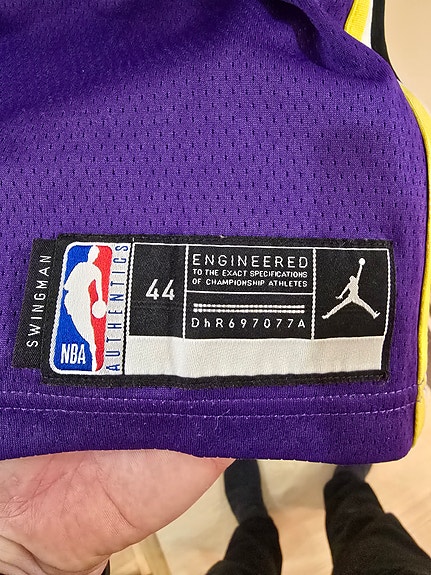 SWINGMAN
NBA
AUTHENTICS
44
ENGINEERED
TO THE EXACT SPECIFICATIONS
OF CHAMPIONSHIP ATHLETES
DhR697077A